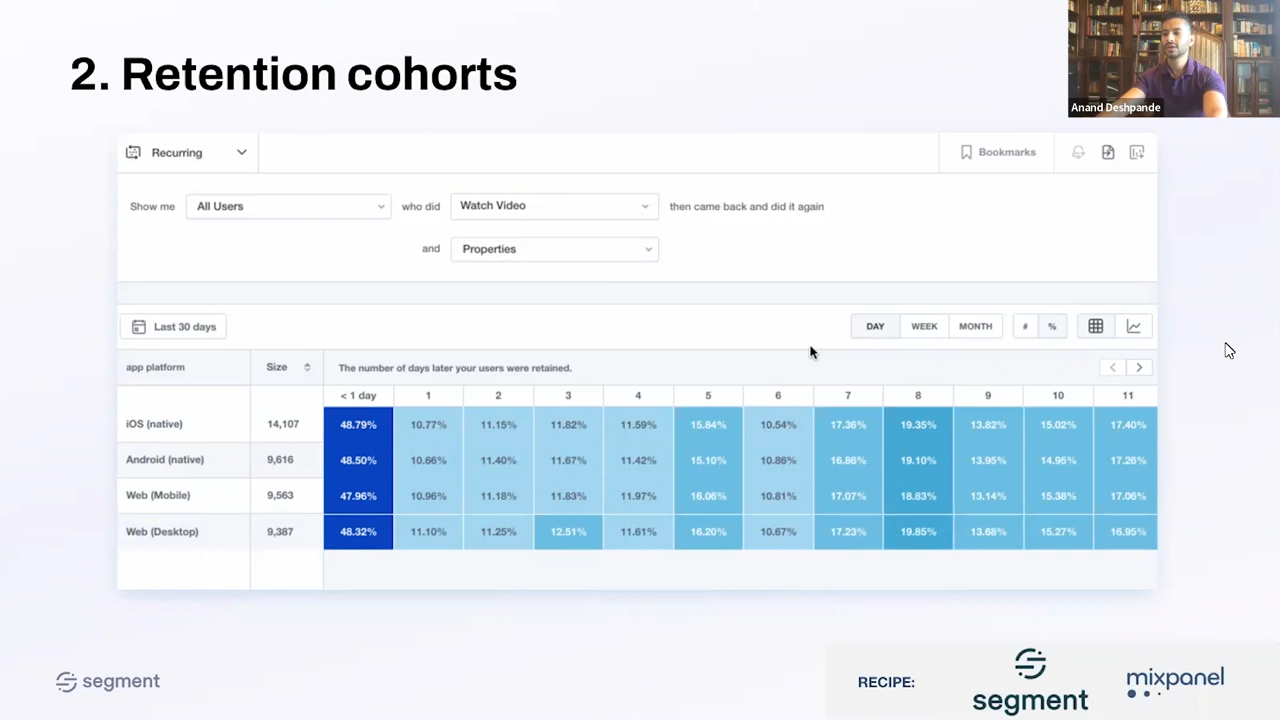 2. Retention cohorts
Anand Deshpande
Recurring
Bookmarks
Show me All Users who did Watch Video then came back and did it again
and Properties
Last 30 days DAY WEEK MONTH # %
app platform Size The number of days later your users were retained.
< 1 day 1 2 3 4 5 6 7 8 9 10 11
iOS (native) 14,107 48.79% 10.77% 11.15% 11.82% 11.59% 15.84% 10.54% 17.36% 19.35% 13.82% 15.02% 17.40%
Android (native) 9,616 48.50% 10.66% 11.40% 11.67% 11.42% 15.10% 10.86% 16.86% 19.10% 13.95% 14.95% 17.26%
Web (Mobile) 9,563 47.96% 10.96% 11.18% 11.83% 11.97% 16.06% 10.81% 17.07% 18.83% 13.14% 15.38% 17.06%
Web (Desktop) 9,387 48.32% 11.10% 11.25% 12.51% 11.61% 16.20% 10.67% 17.23% 19.85% 13.68% 15.27% 16.95%
segment
RECIPE: segment mixpanel